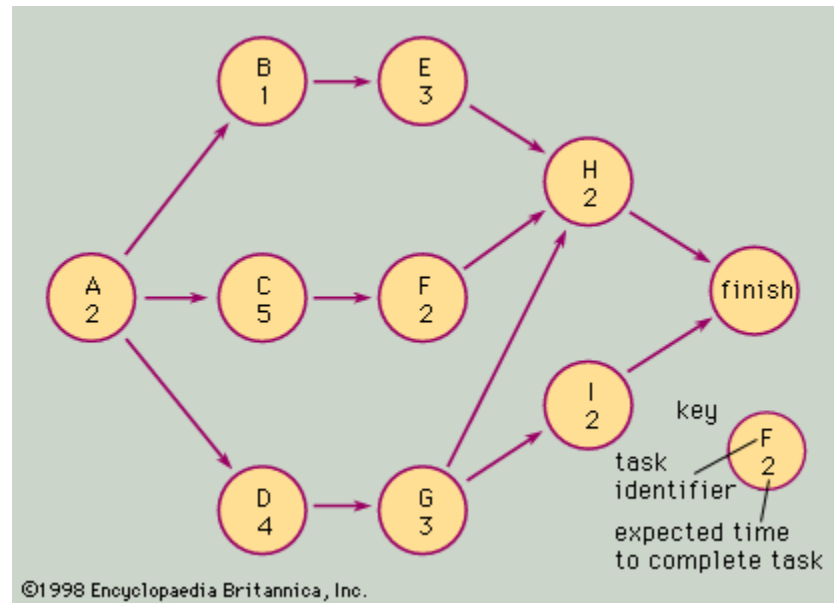 B
1
E
3
H
2
A
2
C
5
F
2
finish
I
2
D
4
G
3
key
F
2
task
identifier
expected time
to complete task
©1998 Encyclopaedia Britannica, Inc.